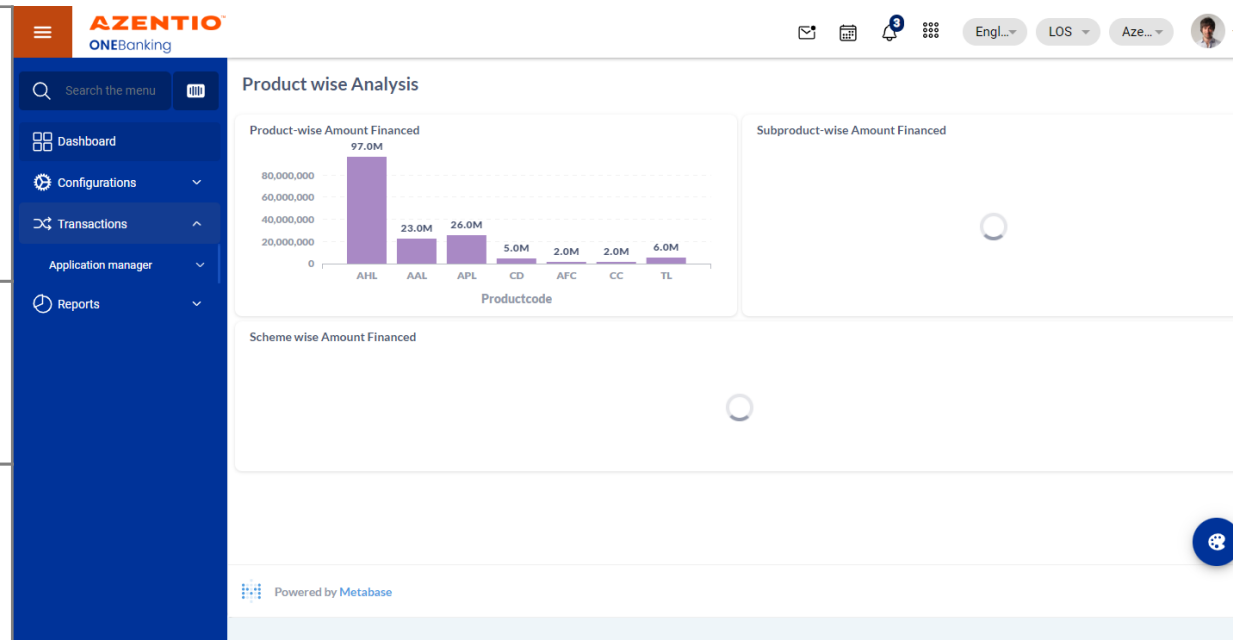 AZENTIO
ONEBanking
3
Engl...
LOS
Aze...
Search the menu
Dashboard
Configurations
Transactions
Application manager
Reports
Product wise Analysis
Product-wise Amount Financed
97.0M
80,000,000
60,000,000
40,000,000
20,000,000
0
23.0M
26.0M
5.0M
2.0M
2.0M
6.0M
AHL AAL APL CD AFC CC TL
Productcode
Subproduct-wise Amount Financed
Scheme wise Amount Financed
Powered by Metabase